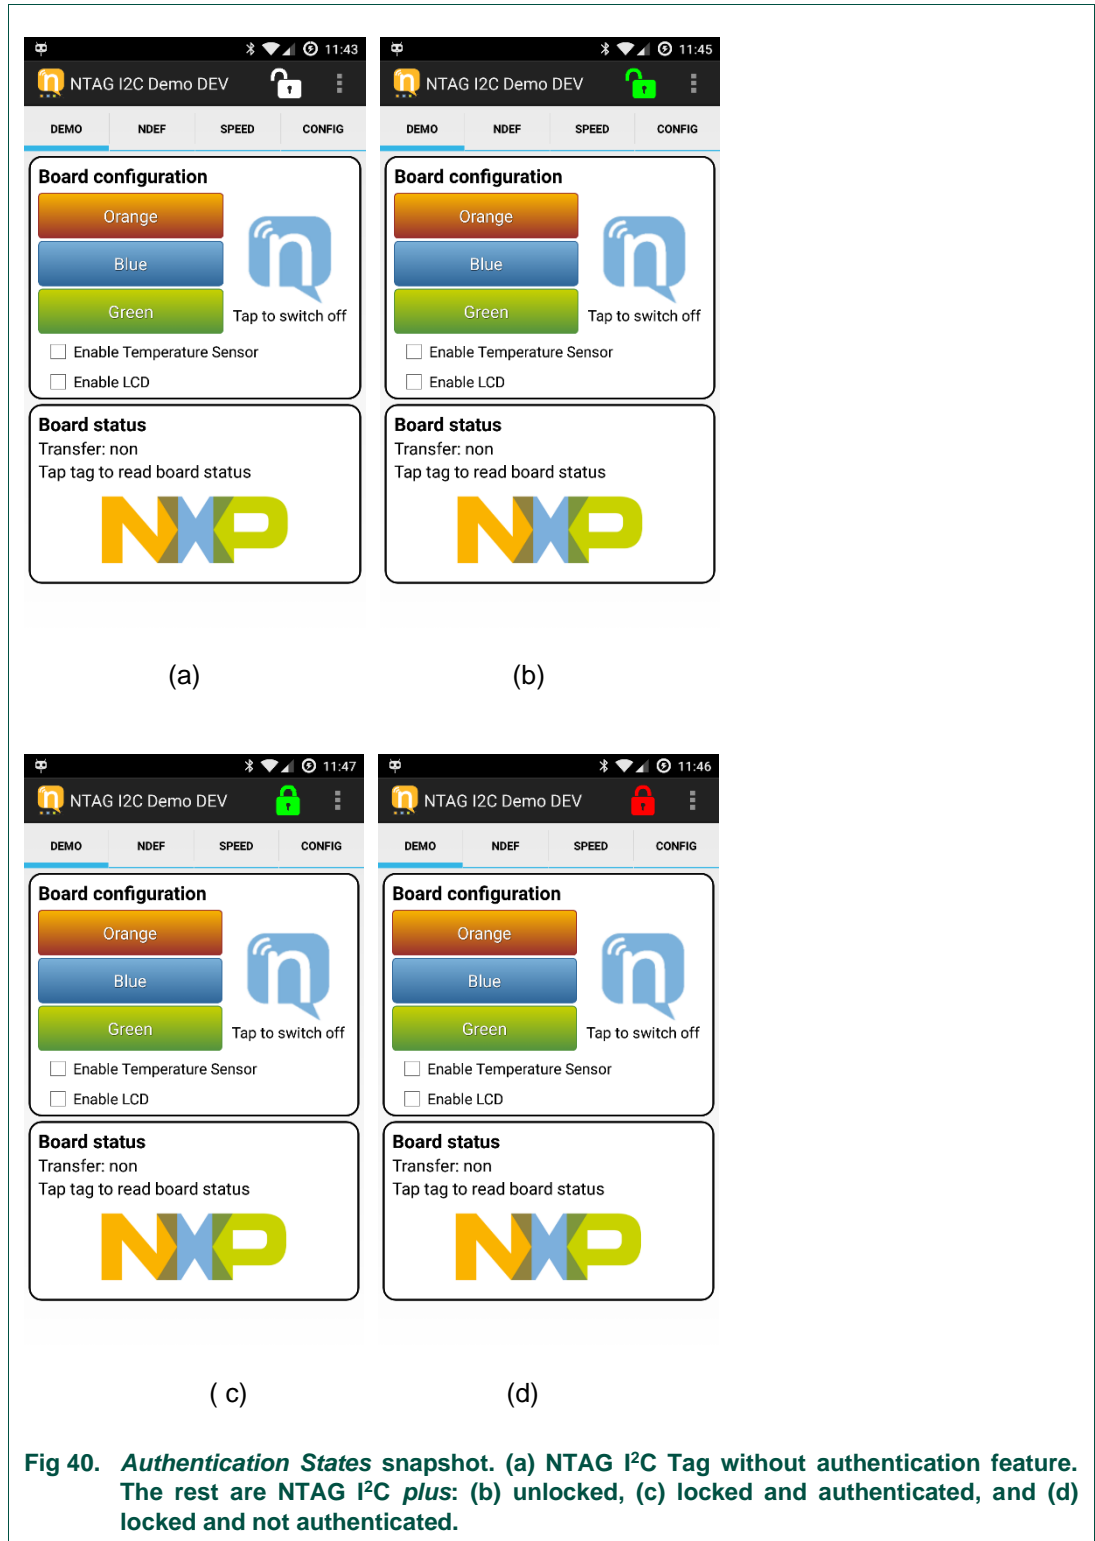 11:43
NTAG I2C Demo DEV
DEMO NDEF SPEED CONFIG
Board configuration
Orange
Blue
Green
Tap to switch off
Enable Temperature Sensor
Enable LCD
Board status
Transfer: non
Tap tag to read board status
NXP
(a)
11:45
NTAG I2C Demo DEV
DEMO NDEF SPEED CONFIG
Board configuration
Orange
Blue
Green
Tap to switch off
Enable Temperature Sensor
Enable LCD
Board status
Transfer: non
Tap tag to read board status
NXP
(b)
11:47
NTAG I2C Demo DEV
DEMO NDEF SPEED CONFIG
Board configuration
Orange
Blue
Green
Tap to switch off
Enable Temperature Sensor
Enable LCD
Board status
Transfer: non
Tap tag to read board status
NXP
( c)
11:46
NTAG I2C Demo DEV
DEMO NDEF SPEED CONFIG
Board configuration
Orange
Blue
Green
Tap to switch off
Enable Temperature Sensor
Enable LCD
Board status
Transfer: non
Tap tag to read board status
NXP
(d)
Fig 40. Authentication States snapshot. (a) NTAG I²C Tag without authentication feature.
The rest are NTAG I²C plus: (b) unlocked, (c) locked and authenticated, and (d)
locked and not authenticated.